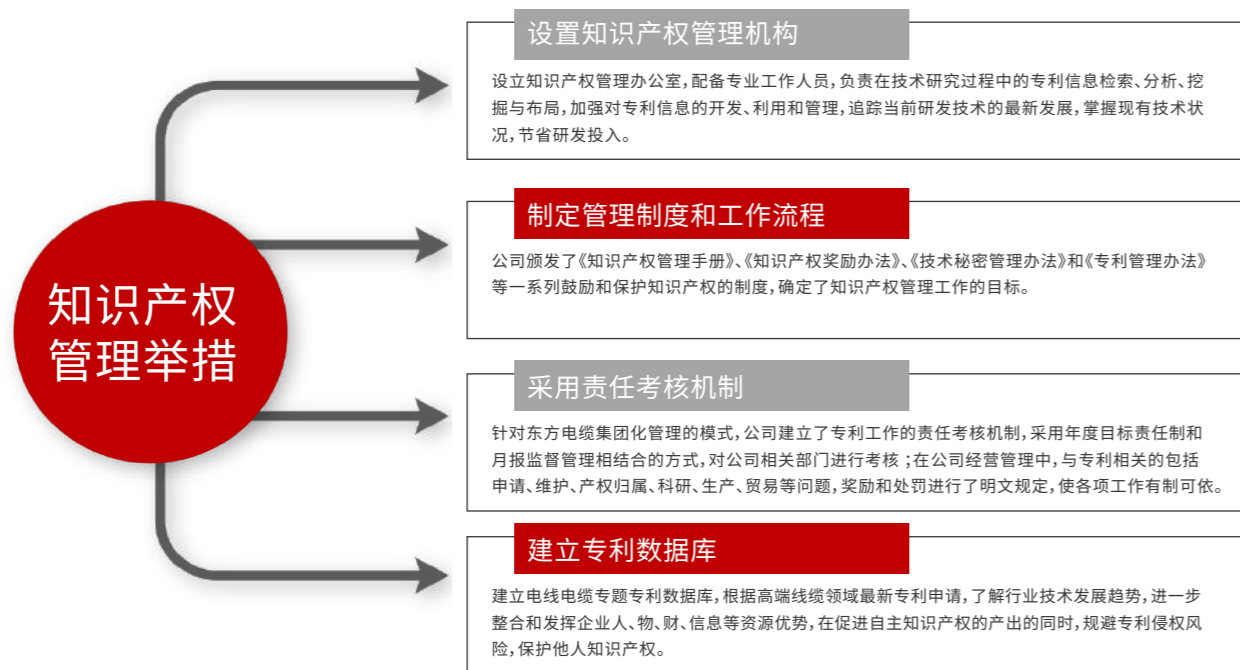 知识产权
管理举措
设置知识产权管理机构
设立知识产权管理办公室,配备专业工作人员,负责在技术研究过程中的专利信息检索、分析、挖
掘与布局,加强对专利信息的开发、利用和管理,追踪当前研发技术的最新发展,掌握现有技术状
况,节省研发投入。
制定管理制度和工作流程
公司颁发了《知识产权管理手册》、《知识产权奖励办法》、《技术秘密管理办法》和《专利管理办法》
等一系列鼓励和保护知识产权的制度,确定了知识产权管理工作的目标。
采用责任考核机制
针对东方电缆集团化管理的模式,公司建立了专利工作的责任考核机制,采用年度目标责任制和
月报监督管理相结合的方式,对公司相关部门进行考核;在公司经营管理中,与专利相关的包括
申请、维护、产权归属、科研、生产、贸易等问题,奖励和处罚进行了明文规定,使各项工作有制可依。
建立专利数据库
建立电线电缆专题专利数据库,根据高端线缆领域最新专利申请,了解行业技术发展趋势,进一步
整合和发挥企业人、物、财、信息等资源优势,在促进自主知识产权的产出的同时,规避专利侵权风
险,保护他人知识产权。